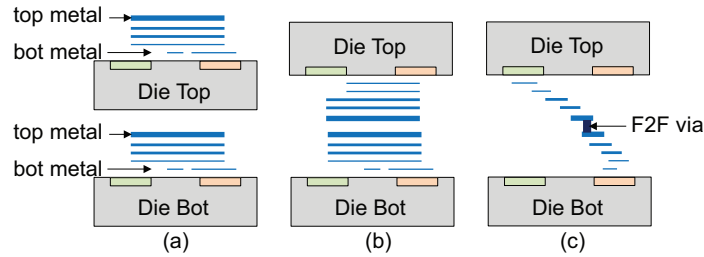 top metal
bot metal
Die Top
top metal
bot metal
Die Bot
(a)
Die Top
Die Bot
(b)
Die Top
F2F via
Die Bot
(c)